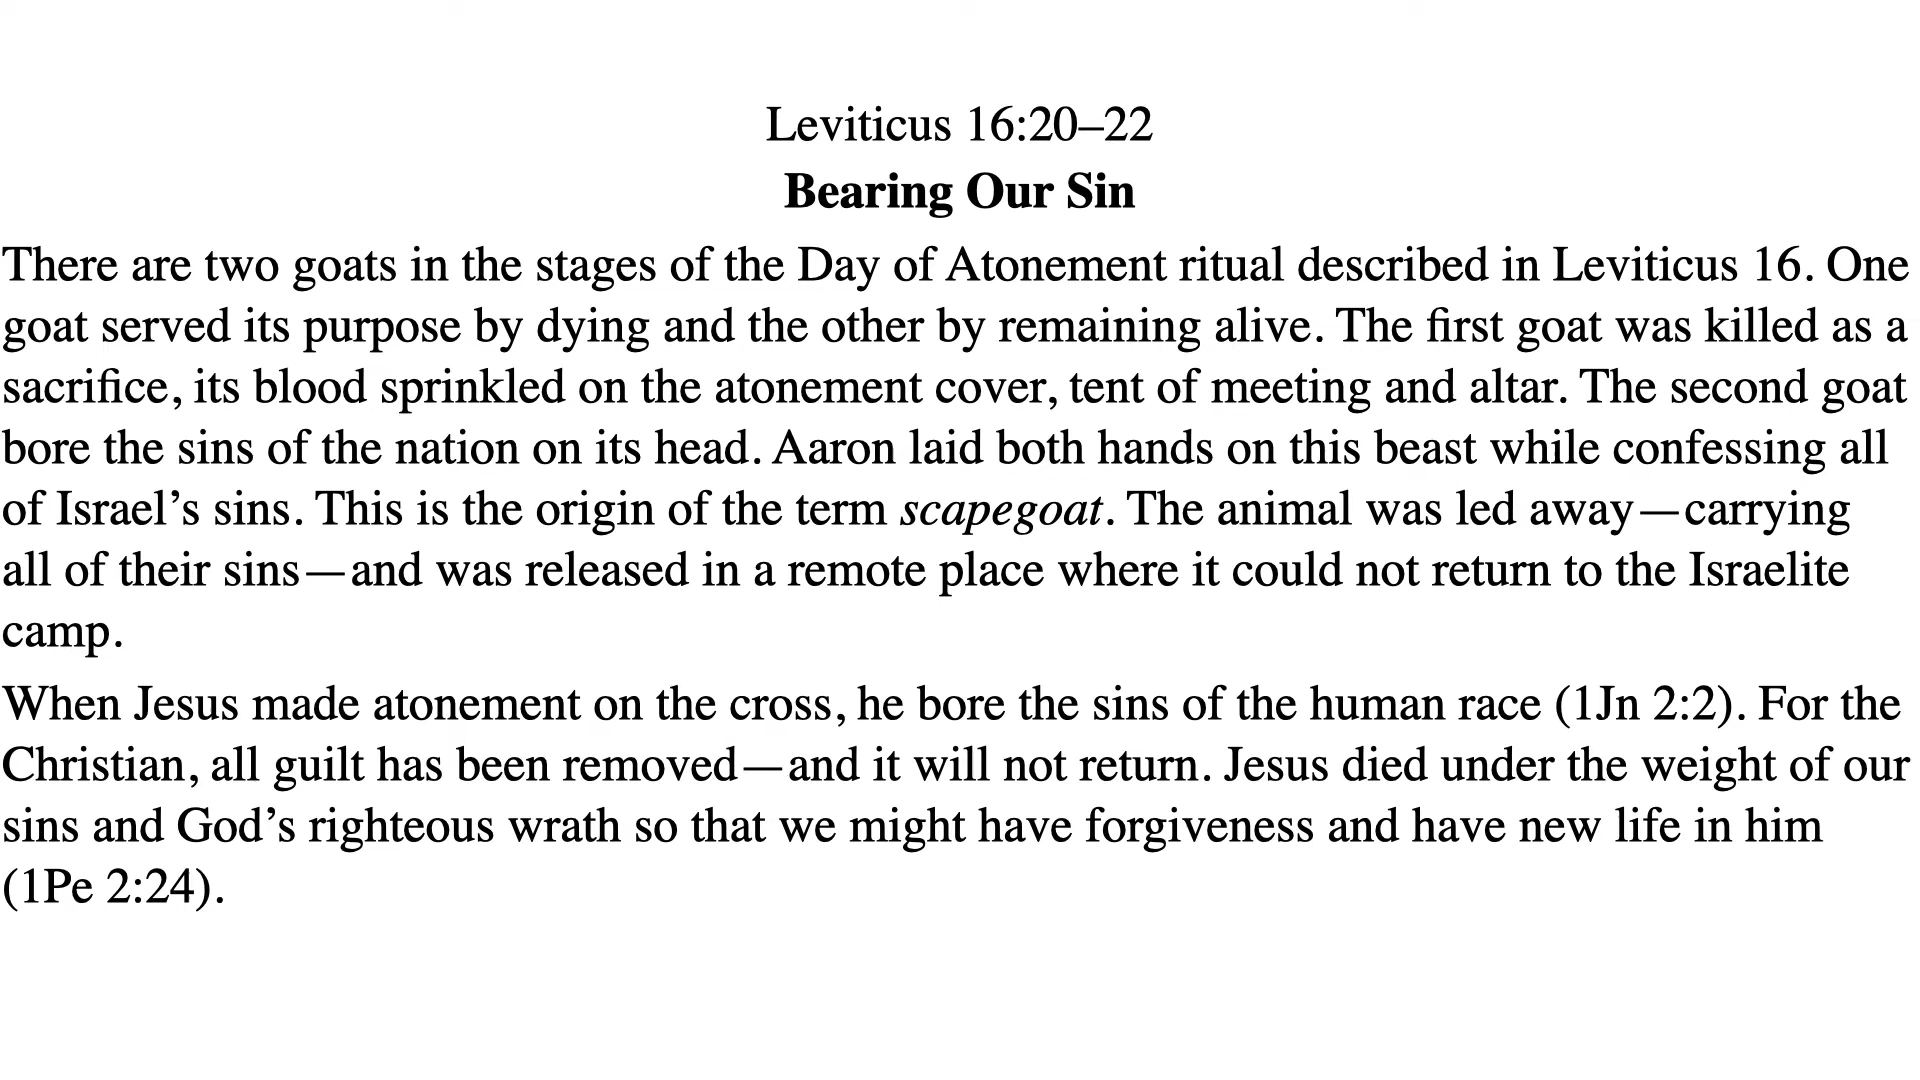 Leviticus 16:20–22
Bearing Our Sin
There are two goats in the stages of the Day of Atonement ritual described in Leviticus 16. One
goat served its purpose by dying and the other by remaining alive. The first goat was killed as a
sacrifice, its blood sprinkled on the atonement cover, tent of meeting and altar. The second goat
bore the sins of the nation on its head. Aaron laid both hands on this beast while confessing all
of Israel’s sins. This is the origin of the term scapegoat. The animal was led away—carrying
all of their sins—and was released in a remote place where it could not return to the Israelite
camp.
When Jesus made atonement on the cross, he bore the sins of the human race (1Jn 2:2). For the
Christian, all guilt has been removed—and it will not return. Jesus died under the weight of our
sins and God’s righteous wrath so that we might have forgiveness and have new life in him
(1Pe 2:24).